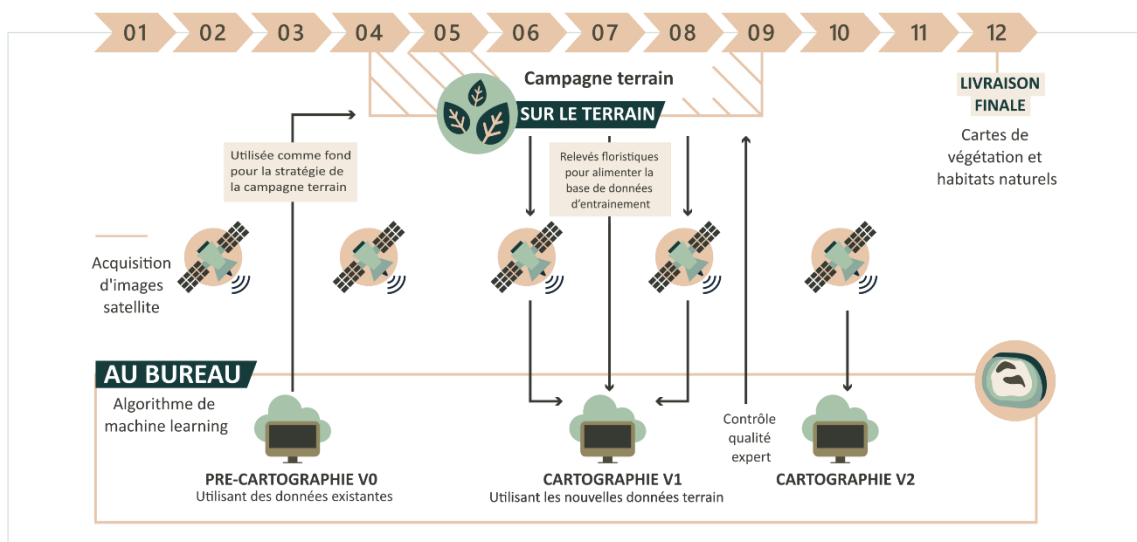 01 02 03 04 05 06 07 08 09 10 11 12
Campagne terrain
SUR LE TERRAIN
LIVRAISON
FINALE
Cartes de
végétation et
habitats naturels
Utilisée comme fond
pour la stratégie de
la campagne terrain
Relevés floristiques
pour alimenter la
base de données
d'entrainement
Acquisition
d'images
satellite
AU BUREAU
Algorithme de
machine learning
Contrôle
qualité
expert
PRE-CARTOGRAPHIE V0
Utilisant des données existantes
CARTOGRAPHIE V1
Utilisant les nouvelles données terrain
CARTOGRAPHIE V2